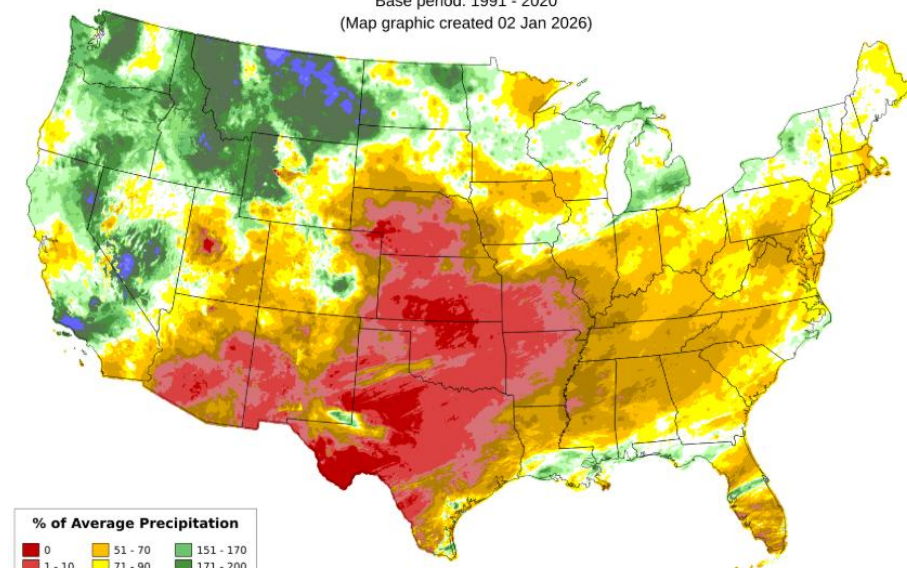 Base period: 1991 - 2020
(Map graphic created 02 Jan 2026)
% of Average Precipitation
0 51 - 70 151 - 170
1 - 10 71 - 90 171 - 200